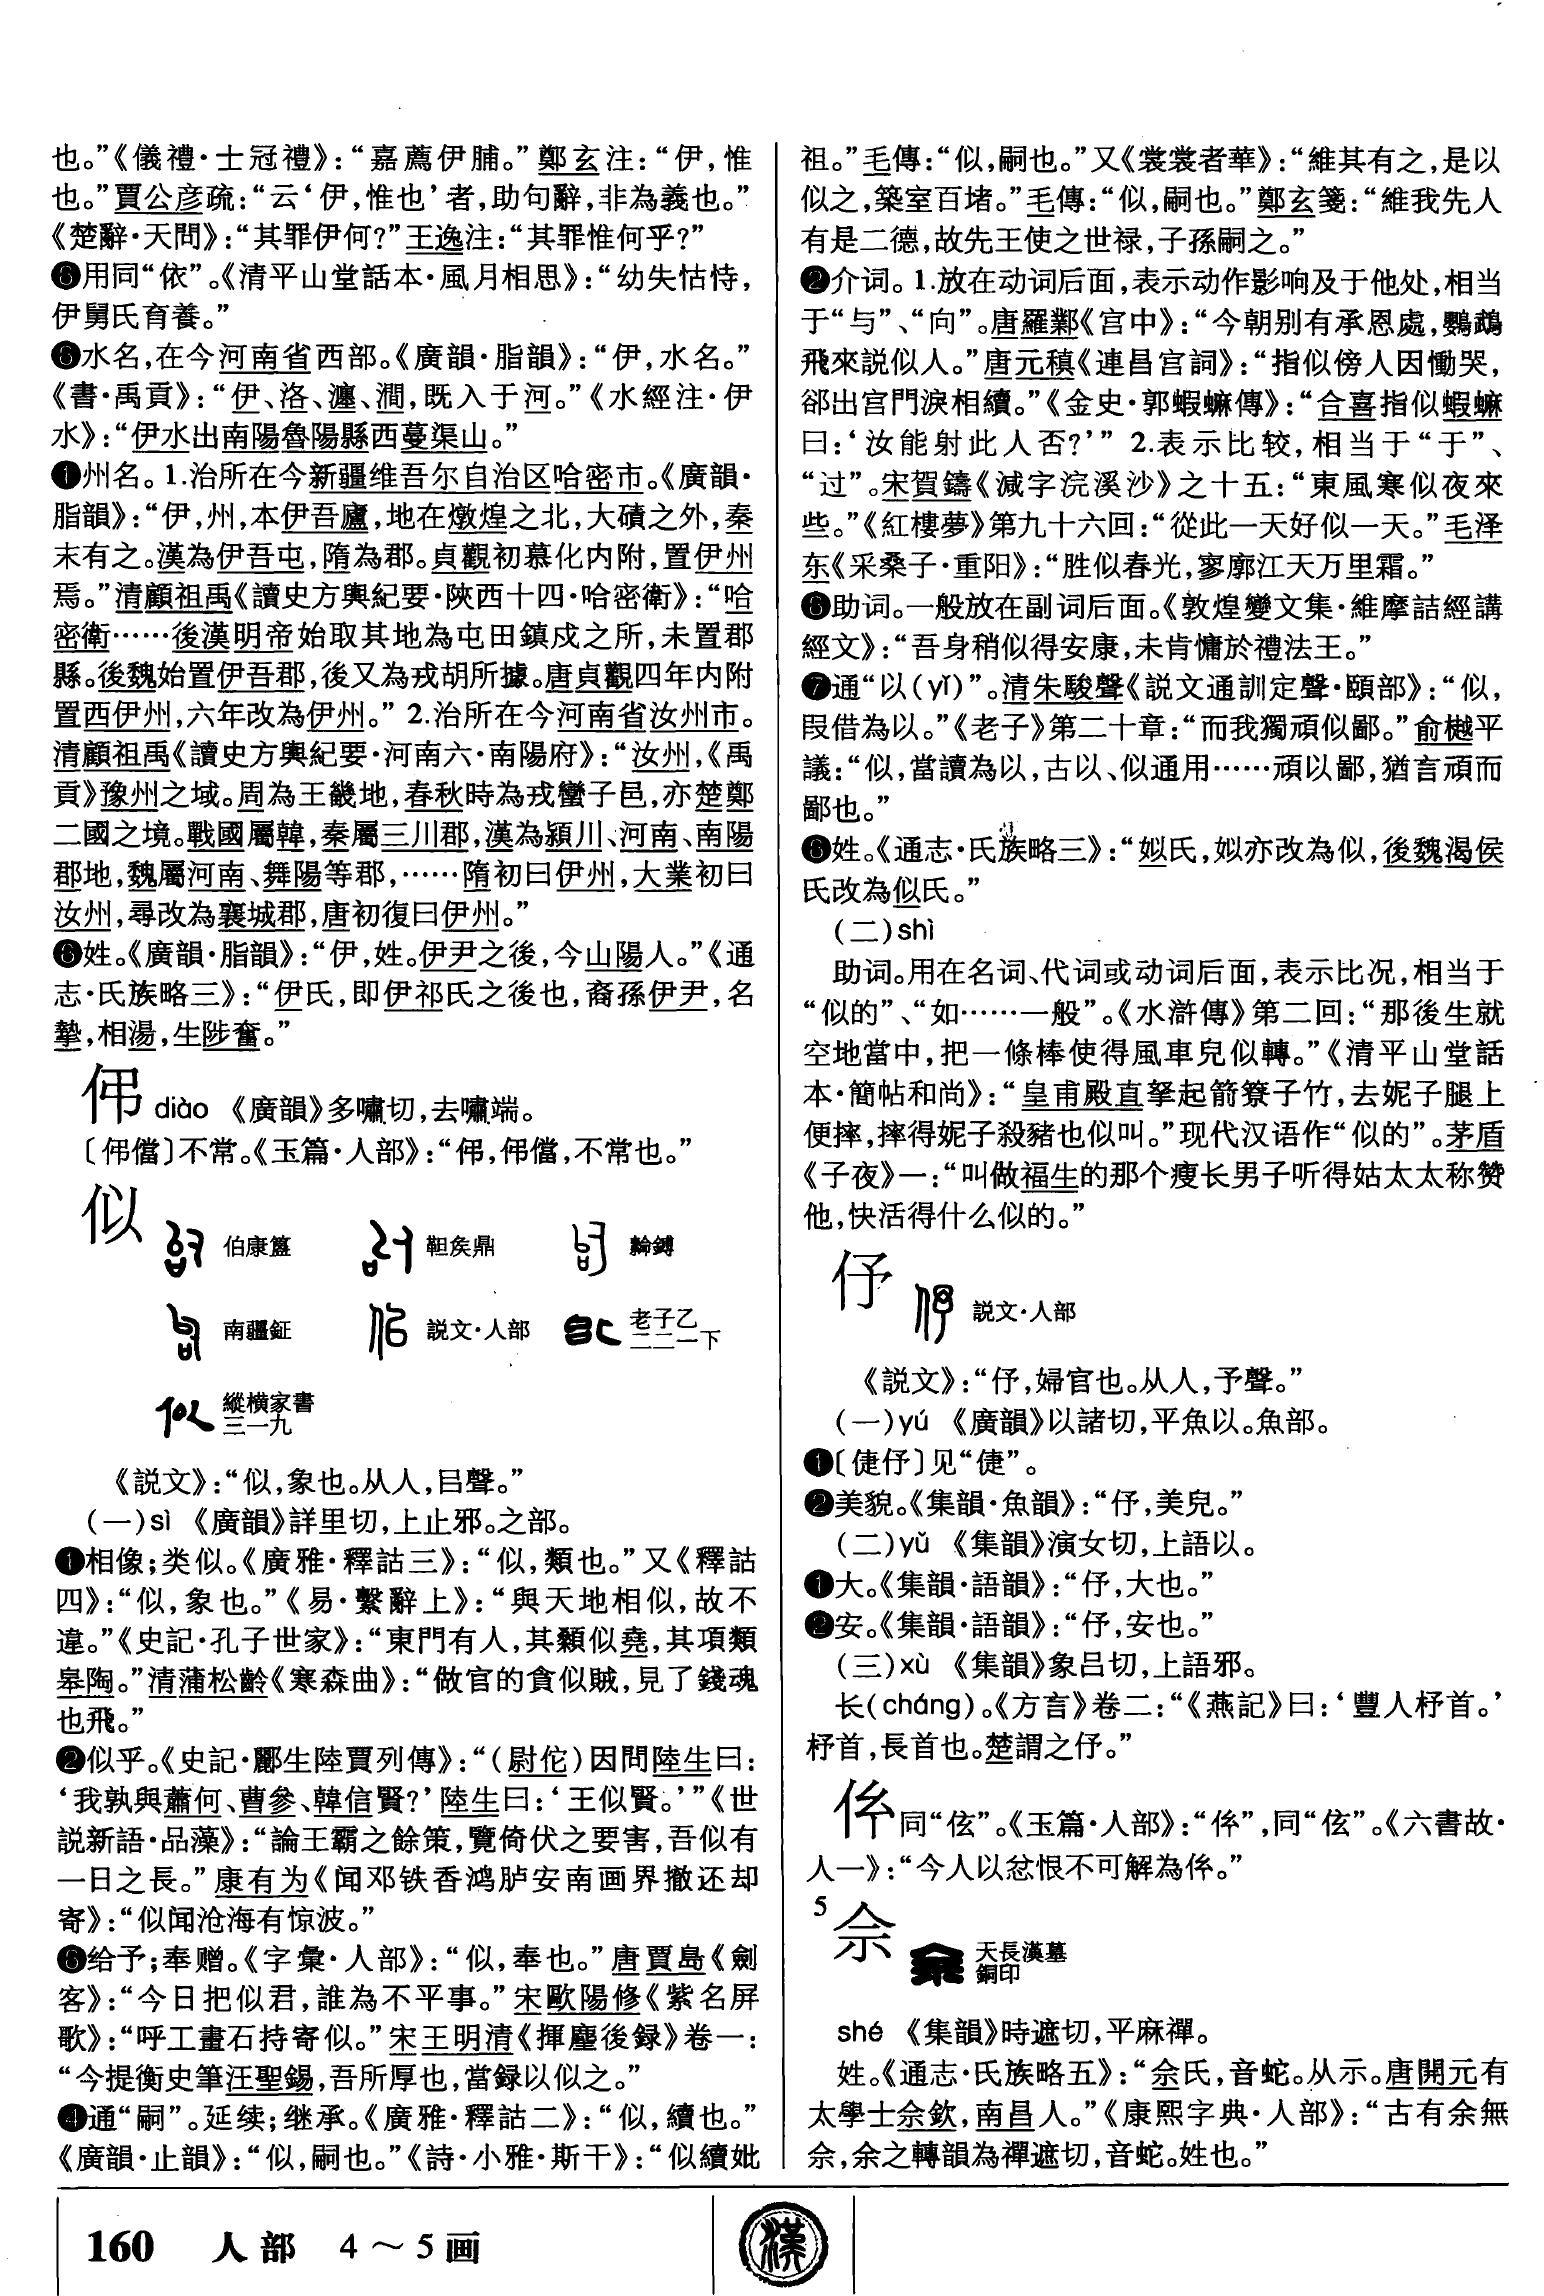 也。”《儀禮·士冠禮》：“嘉薦伊脯。”鄭玄注：“伊，惟
也。”賈公彦疏：“云‘伊，惟也’者，助句辭，非為義也。”
《楚辭·天問》：“其罪伊何？”王逸注：“其罪惟何乎？”
用同“依”。《清平山堂話本·風月相思》：“幼失怙恃，
伊舅氏育養。”
水名，在今河南省西部。《廣韻·脂韻》：“伊，水名。”
《書·禹貢》：“伊、洛、瀍、澗，既入于河。”《水經注·伊
水》：“伊水出南陽魯陽縣西蔓渠山。”
州名。1.治所在今新疆维吾尔自治区哈密市。《廣韻·
脂韻》：“伊，州，本伊吾廬，地在燉煌之北，大磧之外，秦
末有之。漢為伊吾屯，隋為郡。貞觀初慕化内附，置伊州
焉。”清顧祖禹《讀史方輿紀要·陝西十四·哈密衛》：“哈
密衛……後漢明帝始取其地為屯田鎮戍之所，未置郡
縣。後魏始置伊吾郡，後又為戎胡所據。唐貞觀四年内附
置西伊州，六年改為伊州。”2.治所在今河南省汝州市。
清顧祖禹《讀史方輿紀要·河南六·南陽府》：“汝州，《禹
貢》豫州之域。周為王畿地，春秋時為戎蠻子邑，亦楚鄭
二國之境。戰國屬韓，秦屬三川郡，漢為潁川、河南、南陽
郡地，魏屬河南、舞陽等郡，……隋初曰伊州，大業初曰
汝州，尋改為襄城郡，唐初復曰伊州。”
姓。《廣韻·脂韻》：“伊，姓。伊尹之後，今山陽人。”《通
志·氏族略三》：“伊氏，即伊祁氏之後也，裔孫伊尹，名
摯，相湯，生陟奮。”
伄 diào 《廣韻》多嘯切，去嘯端。
〔伄儅〕不常。《玉篇·人部》：“伄，伄儅，不常也。”
似
伯康簋 靼矦鼎 䋣鎛
南疆鉦 説文·人部 老子乙二二一下
縱横家書三一九
《説文》：“似，象也。从人，㠯聲。”
（一）sì 《廣韻》詳里切，上止邪。之部。
❶相像；类似。《廣雅·釋詁三》：“似，類也。”又《釋詁
四》：“似，象也。”《易·繫辭上》：“與天地相似，故不
違。”《史記·孔子世家》：“東門有人，其顙似堯，其項類
皋陶。”清蒲松齡《寒森曲》：“做官的貪似賊，見了錢魂
也飛。”
❷似乎。《史記·酈生陸賈列傳》：“（尉佗）因問陸生曰：
‘我孰與蕭何、曹參、韓信賢？’陸生曰：‘王似賢。’”《世
説新語·品藻》：“論王霸之餘策，覽倚伏之要害，吾似有
一日之長。”康有为《闻邓铁香鸿胪安南画界撤还却
寄》：“似闻沧海有惊波。”
❸给予；奉赠。《字彙·人部》：“似，奉也。”唐賈島《劍
客》：“今日把似君，誰為不平事。”宋歐陽修《紫名屏
歌》：“呼工畫石持寄似。”宋王明清《揮麈後録》卷一：
“今提衡史筆汪聖錫，吾所厚也，當録以似之。”
❹通“嗣”。延续；继承。《廣雅·釋詁二》：“似，續也。”
《廣韻·止韻》：“似，嗣也。”《詩·小雅·斯干》：“似續妣
祖。”毛傳：“似，嗣也。”又《裳裳者華》：“維其有之，是以
似之，築室百堵。”毛傳：“似，嗣也。”鄭玄箋：“維我先人
有是二德，故先王使之世禄，子孫嗣之。”
介词。1.放在动词后面，表示动作影响及于他处，相当
于“与”、“向”。唐羅鄴《宫中》：“今朝别有承恩處，鸚鵡
飛來説似人。”唐元稹《連昌宫詞》：“指似傍人因慟哭，
郤出宫門淚相續。”《金史·郭蝦蟆傳》：“合喜指似蝦蟆
曰：‘汝能射此人否？’” 2.表示比较，相当于“于”、
“过”。宋賀鑄《減字浣溪沙》之十五：“東風寒似夜來
些。”《紅樓夢》第九十六回：“從此一天好似一天。”毛泽
东《采桑子·重阳》：“胜似春光，寥廓江天万里霜。”
❻助词。一般放在副词后面。《敦煌變文集·維摩詰經講
經文》：“吾身稍似得安康，未肯慵於禮法王。”
❼通“以（yǐ）”。清朱駿聲《説文通訓定聲·頤部》：“似，
叚借為以。”《老子》第二十章：“而我獨頑似鄙。”俞樾平
議：“似，當讀為以，古以、似通用……頑以鄙，猶言頑而
鄙也。”
❽姓。《通志·氏族略三》：“姒氏，姒亦改為似，後魏渴侯
氏改為似氏。”
（二）shì
助词。用在名词、代词或动词后面，表示比况，相当于
“似的”、“如……一般”。《水滸傳》第二回：“那後生就
空地當中，把一條棒使得風車兒似轉。”《清平山堂話
本·簡帖和尚》：“皇甫殿直拏起箭簝子竹，去妮子腿上
便摔，摔得妮子殺豬也似叫。”现代汉语作“似的”。茅盾
《子夜》一：“叫做福生的那个瘦长男子听得姑太太称赞
他，快活得什么似的。”
伃 説文·人部
《説文》：“伃，婦官也。从人，予聲。”
（一）yú 《廣韻》以諸切，平魚以。魚部。
❶〔倢伃〕见“倢”。
❷美貌。《集韻·魚韻》：“伃，美皃。”
（二）yǔ 《集韻》演女切，上語以。
❶大。《集韻·語韻》：“伃，大也。”
❷安。《集韻·語韻》：“伃，安也。”
（三）xù 《集韻》象吕切，上語邪。
长（cháng）。《方言》卷二：“《燕記》曰：‘豐人杼首。’
杼首，長首也。楚謂之伃。”
㑏同“伭”。《玉篇·人部》：“㑏”，同“伭”。《六書故·
人一》：“今人以忿恨不可解為㑏。”
5
佘 天長漢墓銅印
shé 《集韻》時遮切，平麻禪。
姓。《通志·氏族略五》：“佘氏，音蛇。从示。唐開元有
太學士佘欽，南昌人。”《康熙字典·人部》：“古有余無
佘，余之轉韻為禪遮切，音蛇。姓也。”
160 人部 4～5画
漢